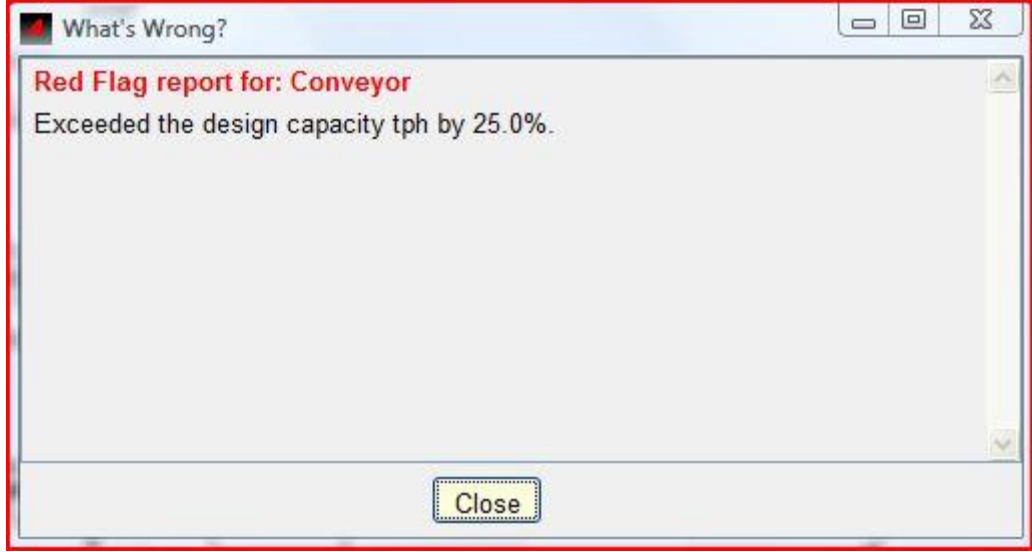 What's Wrong?
Red Flag report for: Conveyor
Exceeded the design capacity tph by 25.0%.
Close